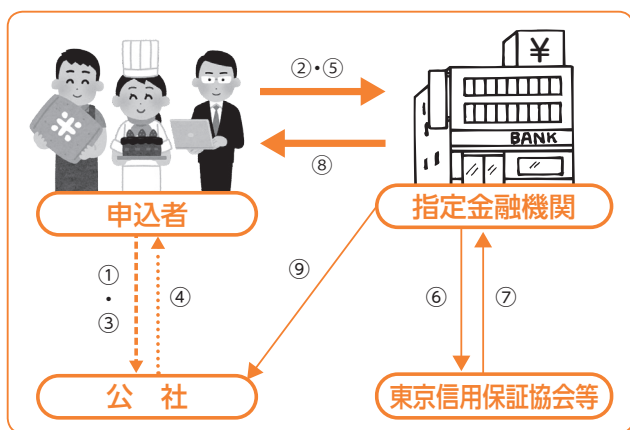 ¥
BANK
米
②・⑤
⑧
申込者
指定金融機関
①
・
③
④
⑨
⑥
⑦
公 社
東京信用保証協会等